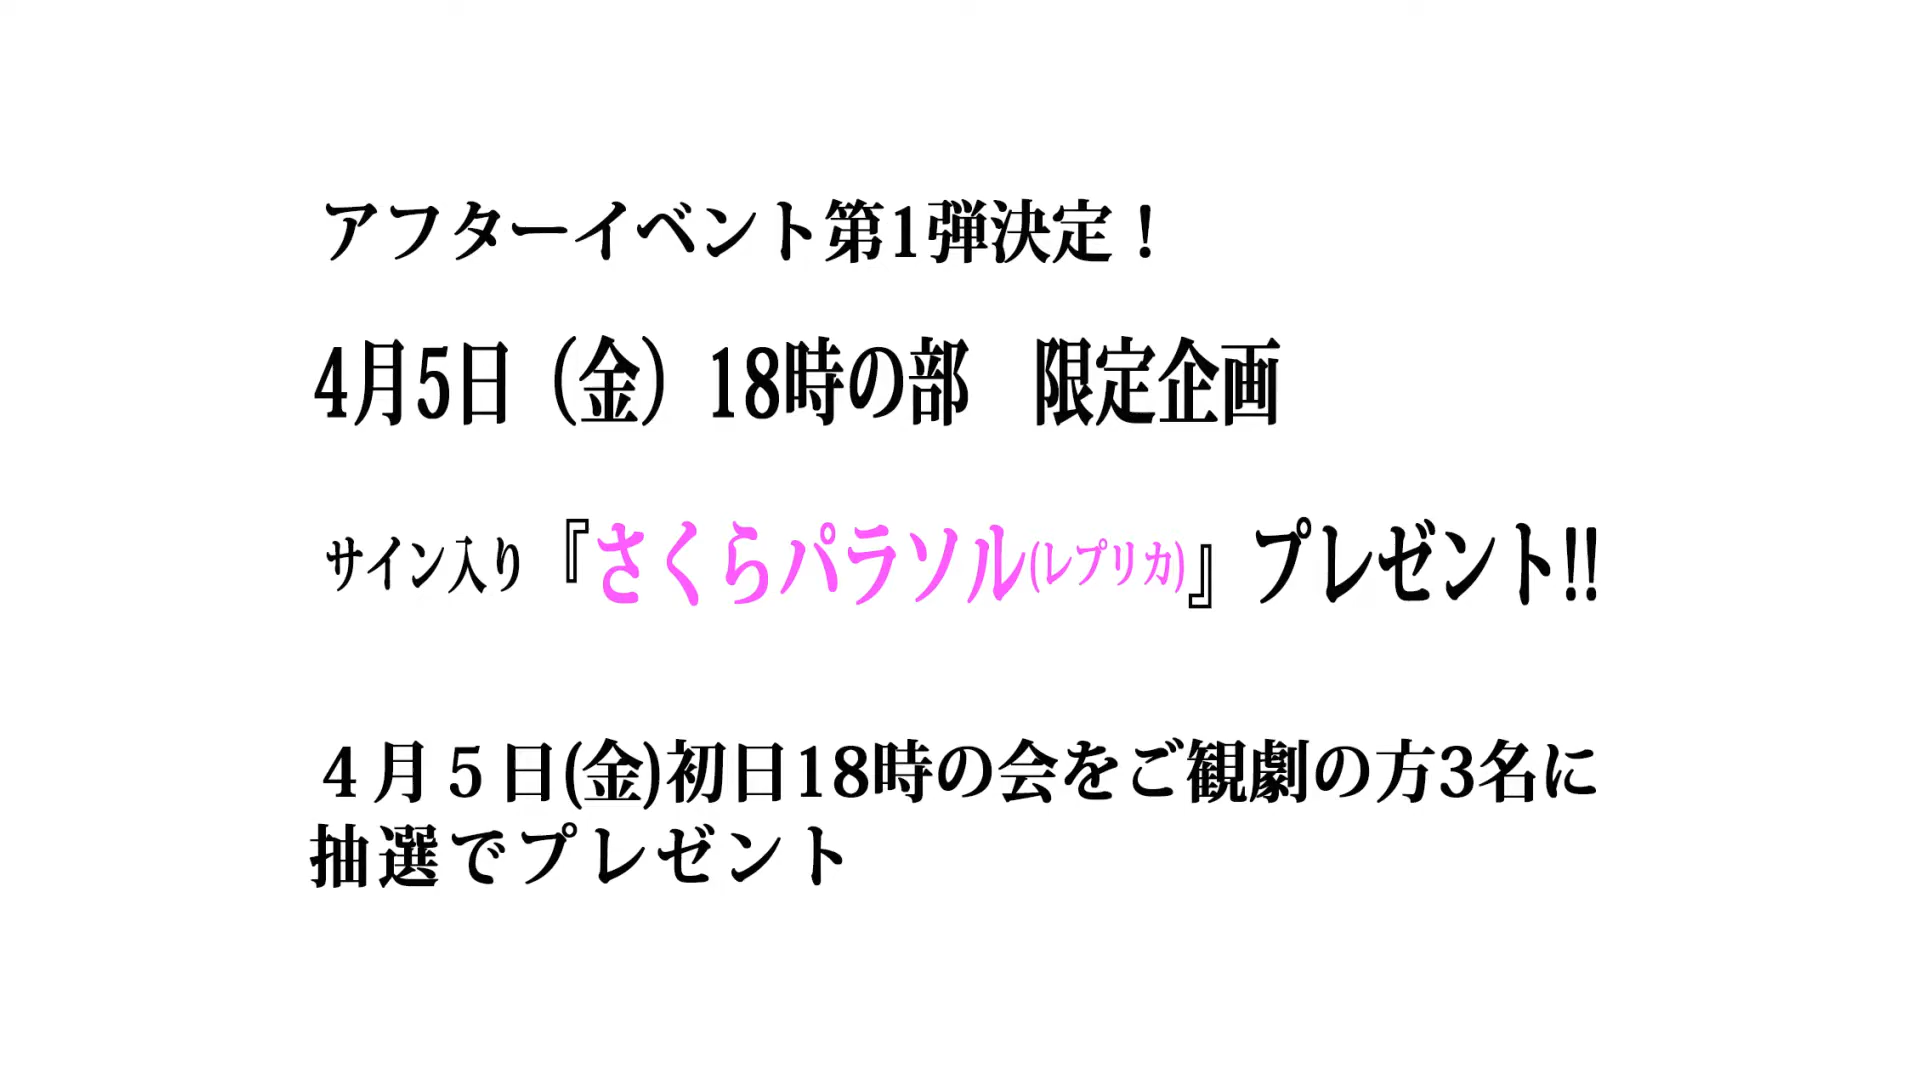 アフターイベント第1弾決定！
4月5日（金）18時の部　限定企画
サイン入り『さくらパラソル(レプリカ)』プレゼント!!
４月５日(金)初日18時の会をご観劇の方3名に
抽選でプレゼント